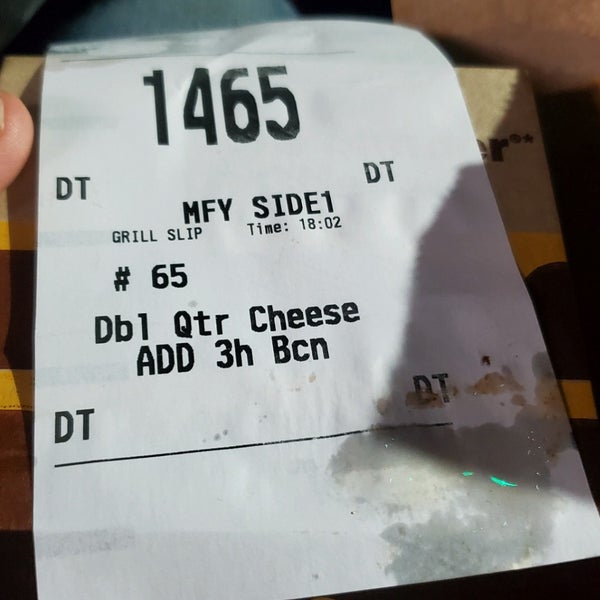 1465
DT DT
MFY SIDE1
GRILL SLIP Time: 18:02
# 65
Dbl Qtr Cheese
ADD 3h Bcn
DT DT